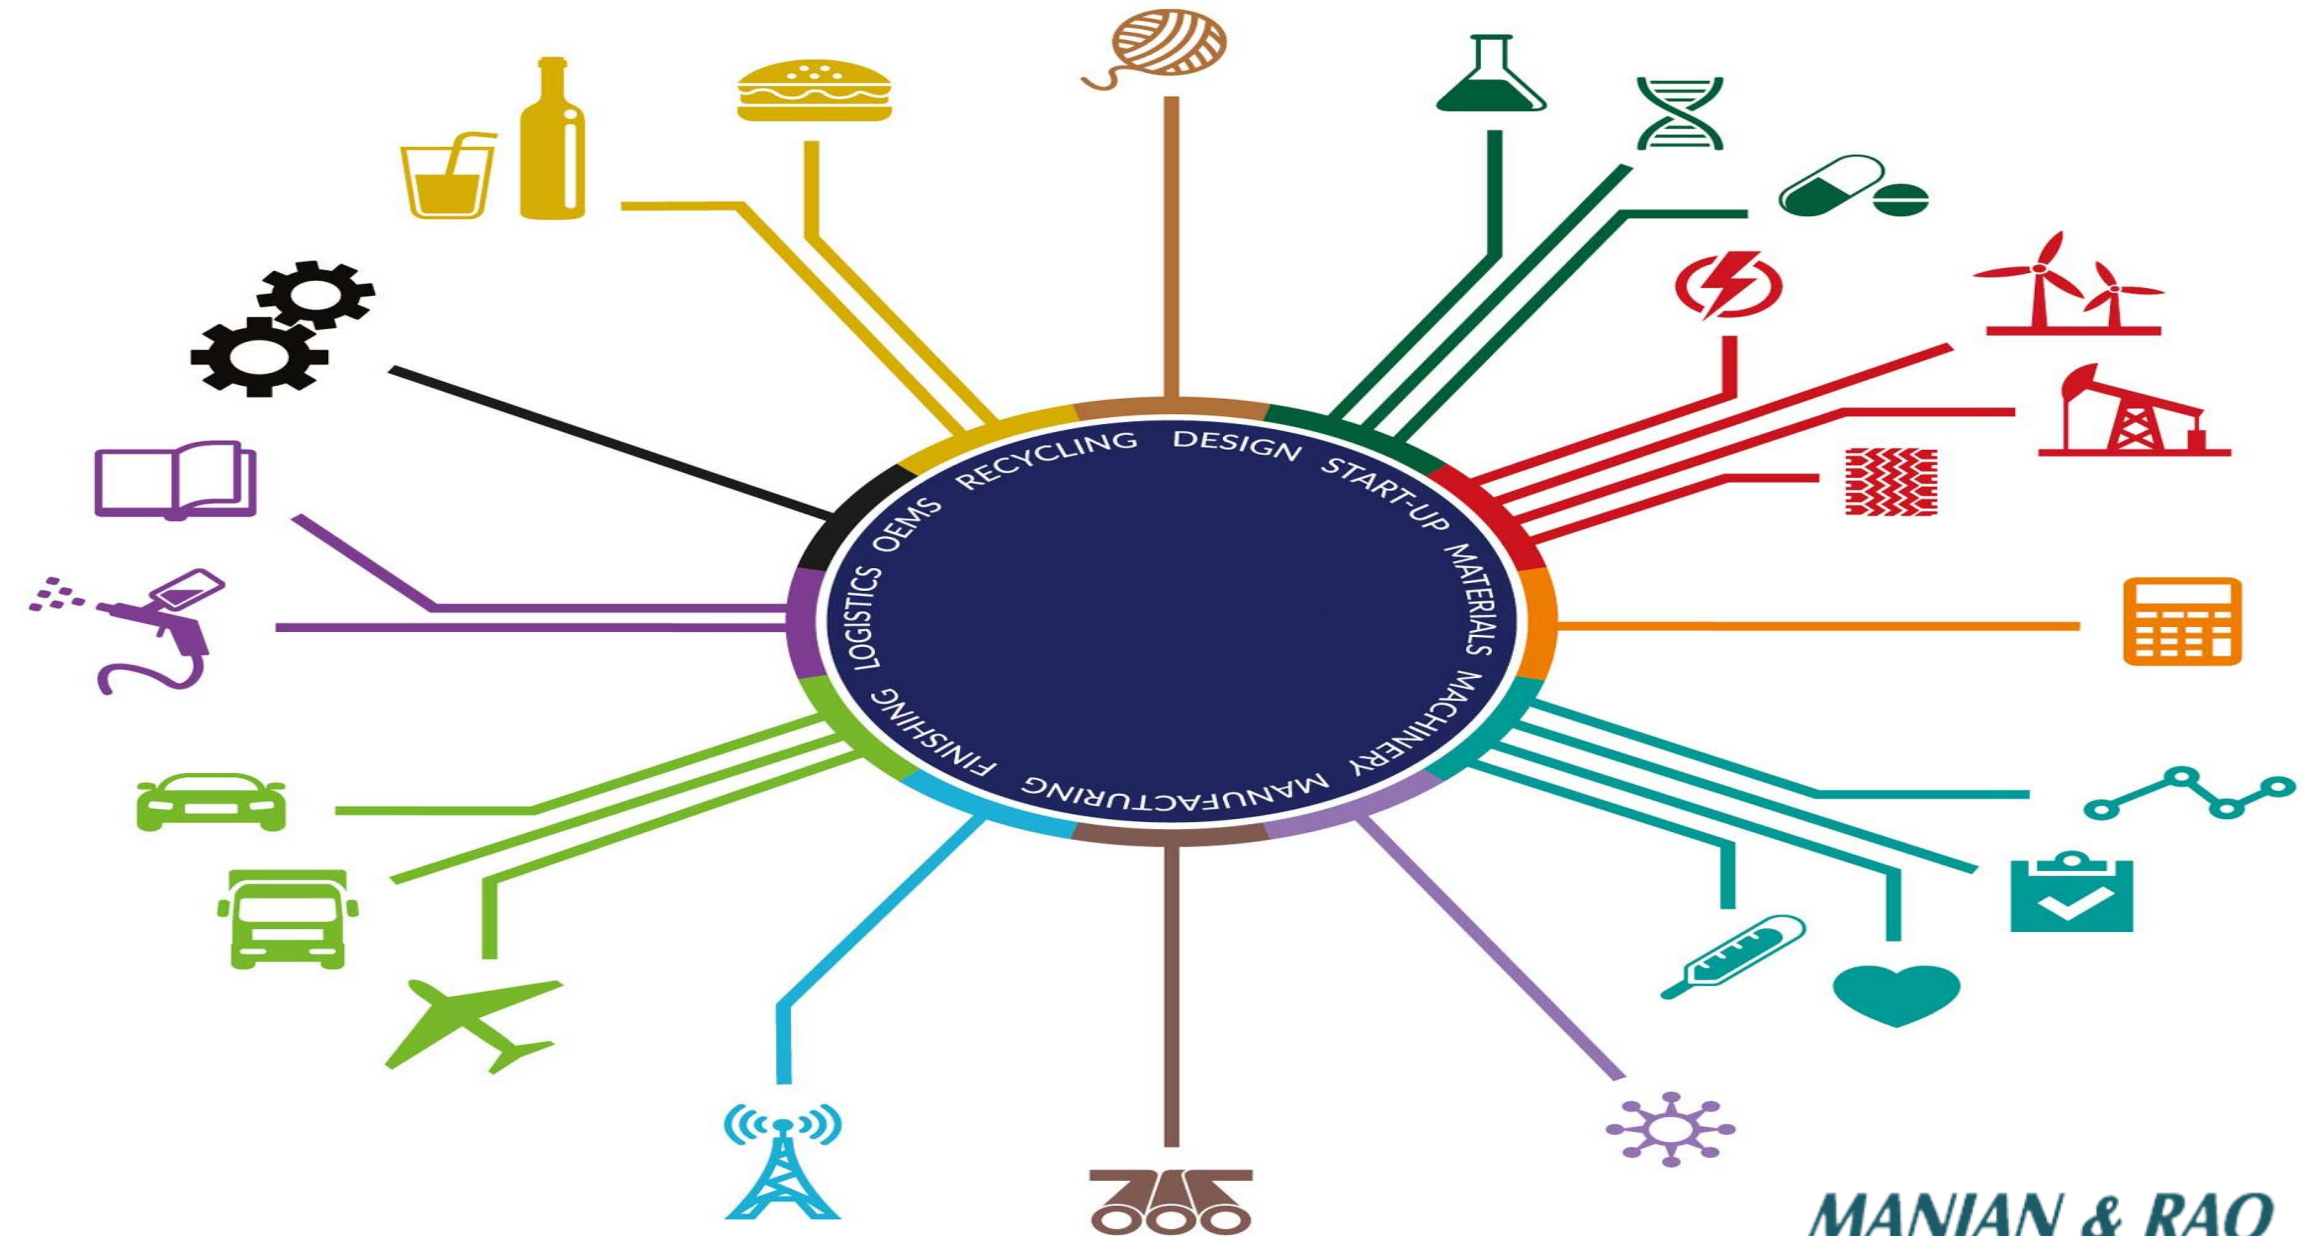 DESIGN
START-UP
MATERIALS
MACHINERY
MANUFACTURING
FINISHING
LOGISTICS
OEMS
RECYCLING
MANIAN & RAO